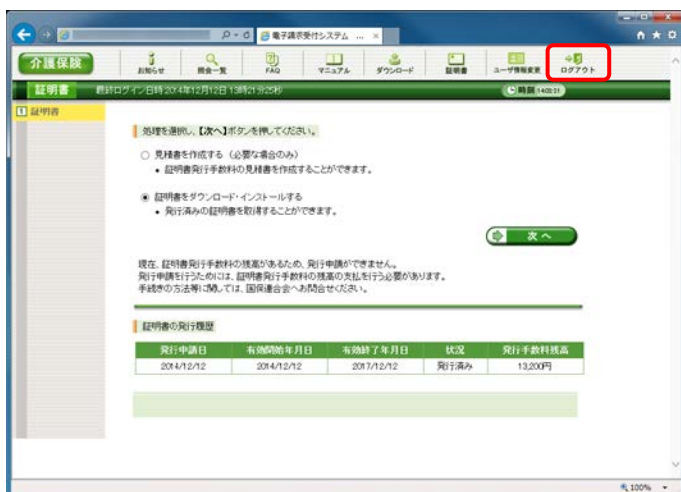 電子請求受付システム ...
介護保険
お知らせ
照会一覧
FAQ
マニュアル
ダウンロード
証明書
ユーザ情報変更
ログアウト
証明書 最終ログイン日時 2014年12月12日 13時21分25秒
1 証明書
処理を選択し、【次へ】ボタンを押してください。
見積書を作成する(必要な場合のみ)
• 証明書発行手数料の見積書を作成することができます。
証明書をダウンロード・インストールする
• 発行済みの証明書を取得することができます。
次 へ
現在、証明書発行手数料の残高があるため、発行申請ができません。
発行申請を行うためには、証明書発行手数料の残高の支払を行う必要があります。
手続きの方法等に関しては、国保連合会へお問合せください。
証明書の発行履歴
発行申請日 有効開始年月日 有効終了年月日 状況 発行手数料残高
2014/12/12 2014/12/12 2017/12/12 発行済み 13,200円
100%